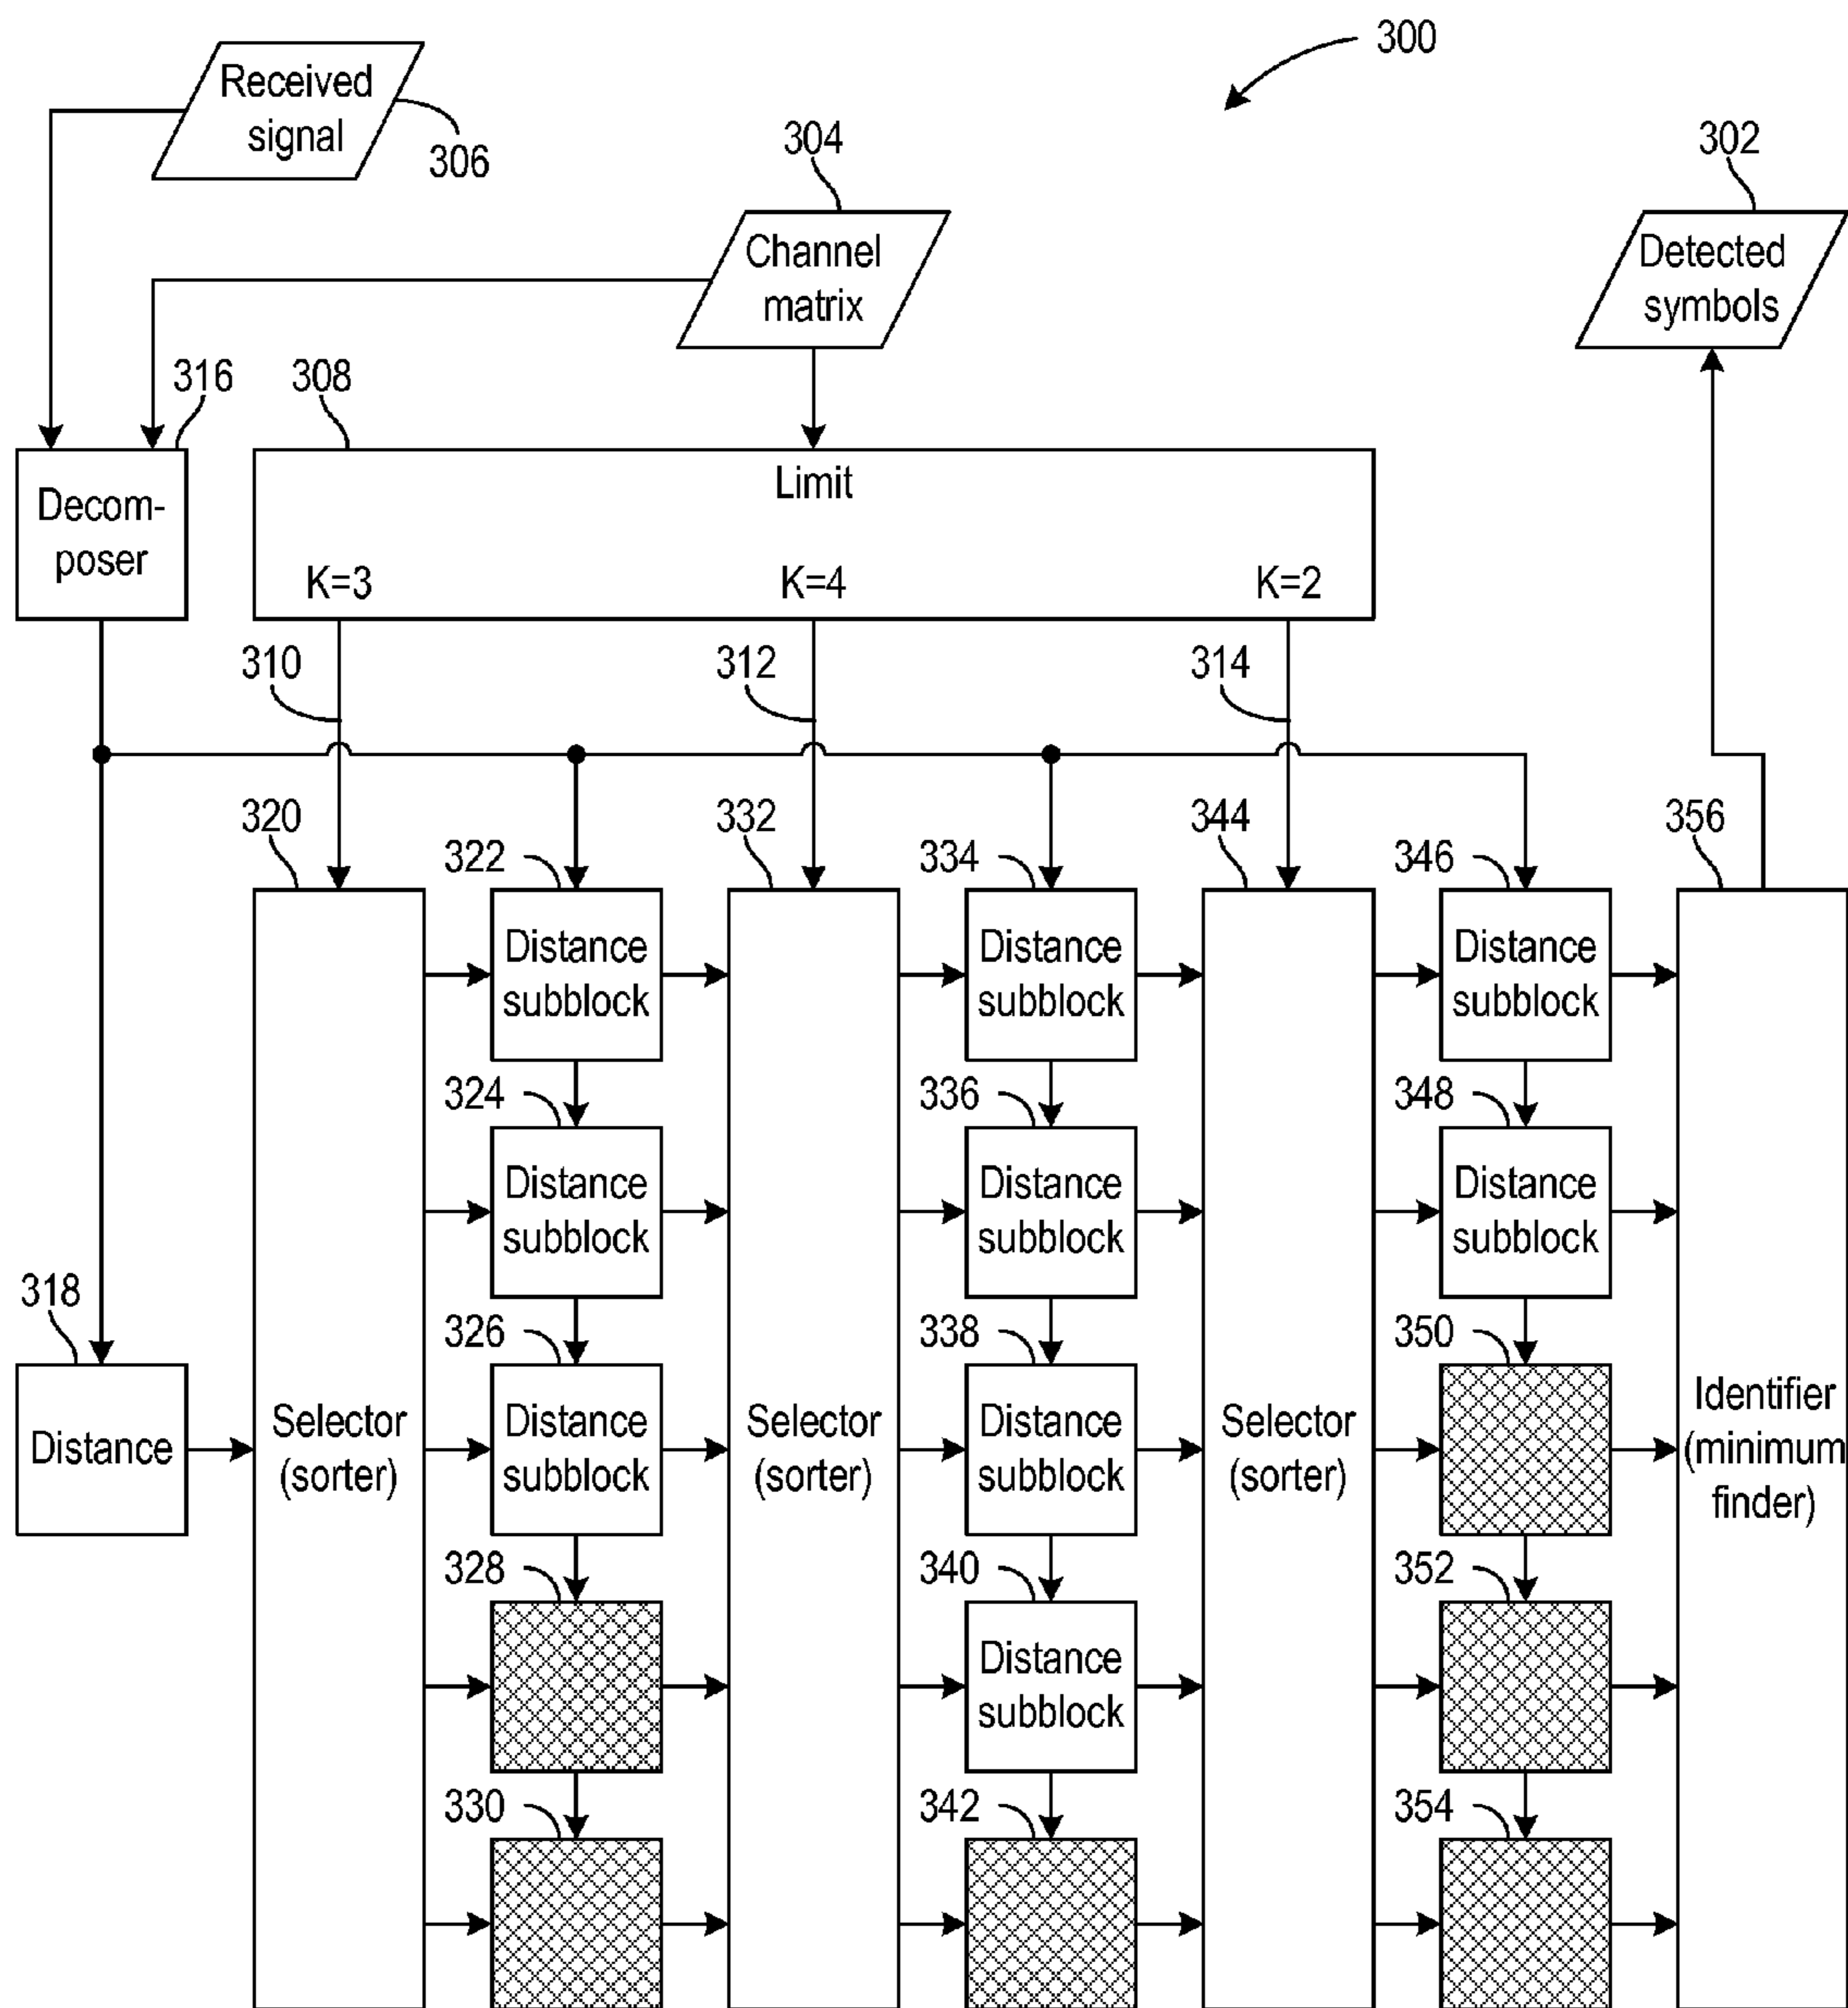 300
Received
signal
306
304
302
Channel
matrix
Detected
symbols
316
308
Decom-
poser
Limit
K=3
K=4
K=2
310
312
314
320
322
332
334
344
346
356
Distance
subblock
Distance
subblock
Distance
subblock
324
336
348
Distance
subblock
Distance
subblock
Distance
subblock
318
326
338
350
Distance
Selector
(sorter)
Distance
subblock
Selector
(sorter)
Distance
subblock
Selector
(sorter)
Identifier
(minimum
finder)
328
340
352
Distance
subblock
330
342
354